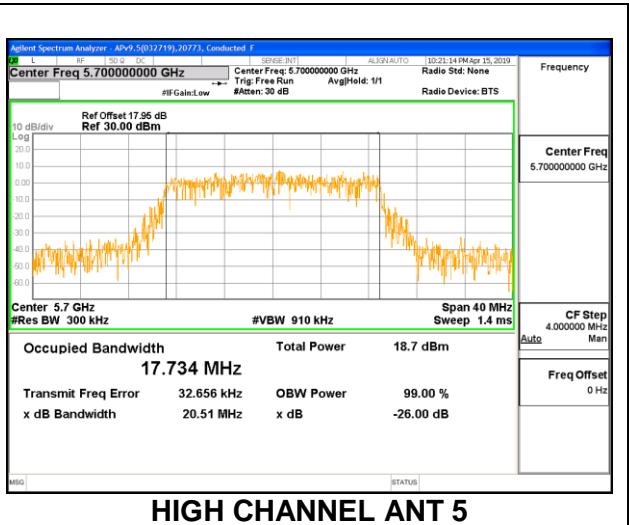 Agilent Spectrum Analyzer - APv9.5(032719),20773, Conducted F
L RF 50 Ω DC SENSE:INT ALIGN AUTO 10:21:14 PM Apr 15, 2019
Center Freq 5.700000000 GHz Center Freq: 5.700000000 GHz Radio Std: None Frequency
Trig: Free Run Avg|Hold: 1/1
#IFGain:Low #Atten: 30 dB Radio Device: BTS
Ref Offset 17.95 dB
10 dB/div Ref 30.00 dBm
Log
20.0
10.0
0.00
-10.0
-20.0
-30.0
-40.0
-50.0
-60.0
Center Freq
5.700000000 GHz
Center 5.7 GHz Span 40 MHz
#Res BW 300 kHz #VBW 910 kHz Sweep 1.4 ms
CF Step
4.000000 MHz
Auto Man
Freq Offset
0 Hz
Occupied Bandwidth Total Power 18.7 dBm
17.734 MHz
Transmit Freq Error 32.656 kHz OBW Power 99.00 %
x dB Bandwidth 20.51 MHz x dB -26.00 dB
MSG STATUS
HIGH CHANNEL ANT 5